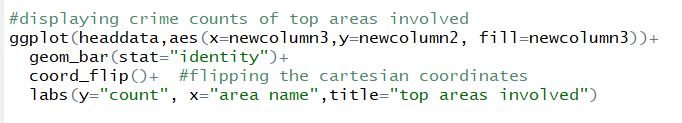 #displaying crime counts of top areas involved
ggplot(headdata,aes(x=newcolumn3,y=newcolumn2, fill=newcolumn3))+
  geom_bar(stat="identity")+
  coord_flip()+  #flipping the cartesian coordinates
  labs(y="count", x="area name",title="top areas involved")